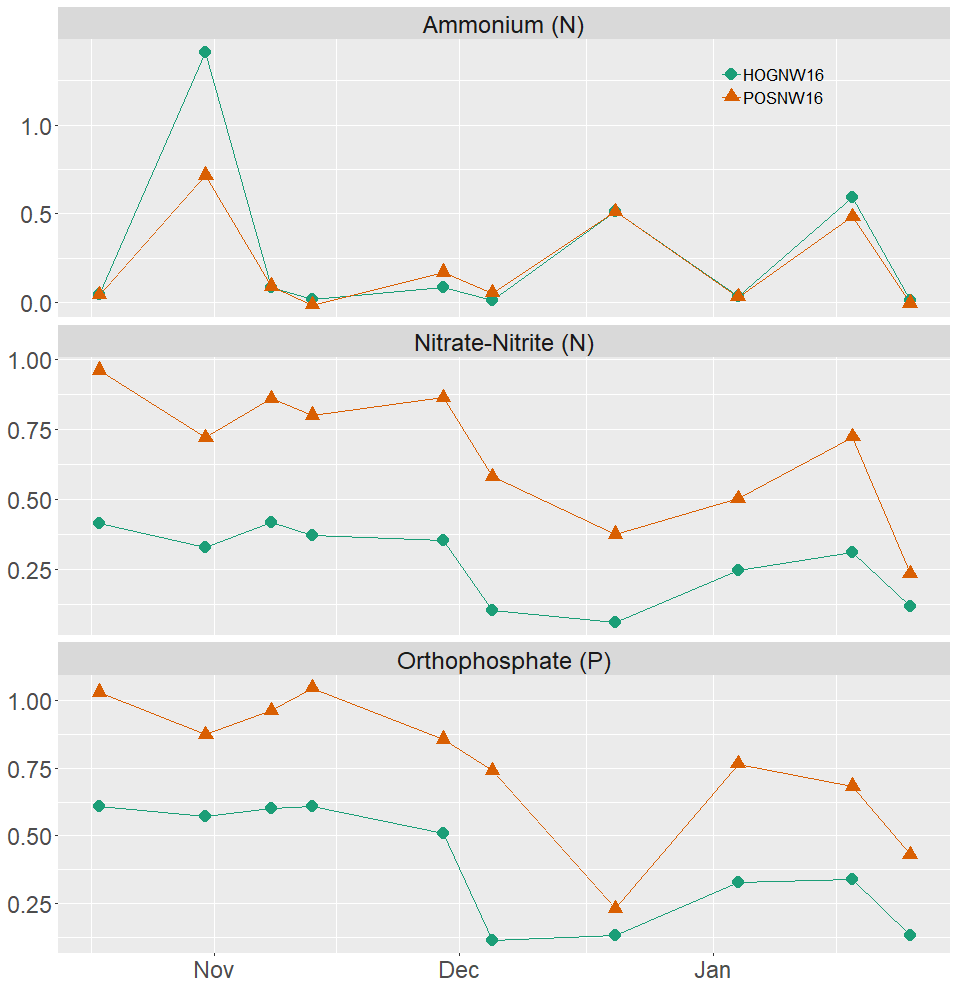 Ammonium (N)
HOGNW16
POSNW16
1.0
0.5
0.0
Nitrate-Nitrite (N)
1.00
0.75
0.50
0.25
Orthophosphate (P)
1.00
0.75
0.50
0.25
Nov Dec Jan